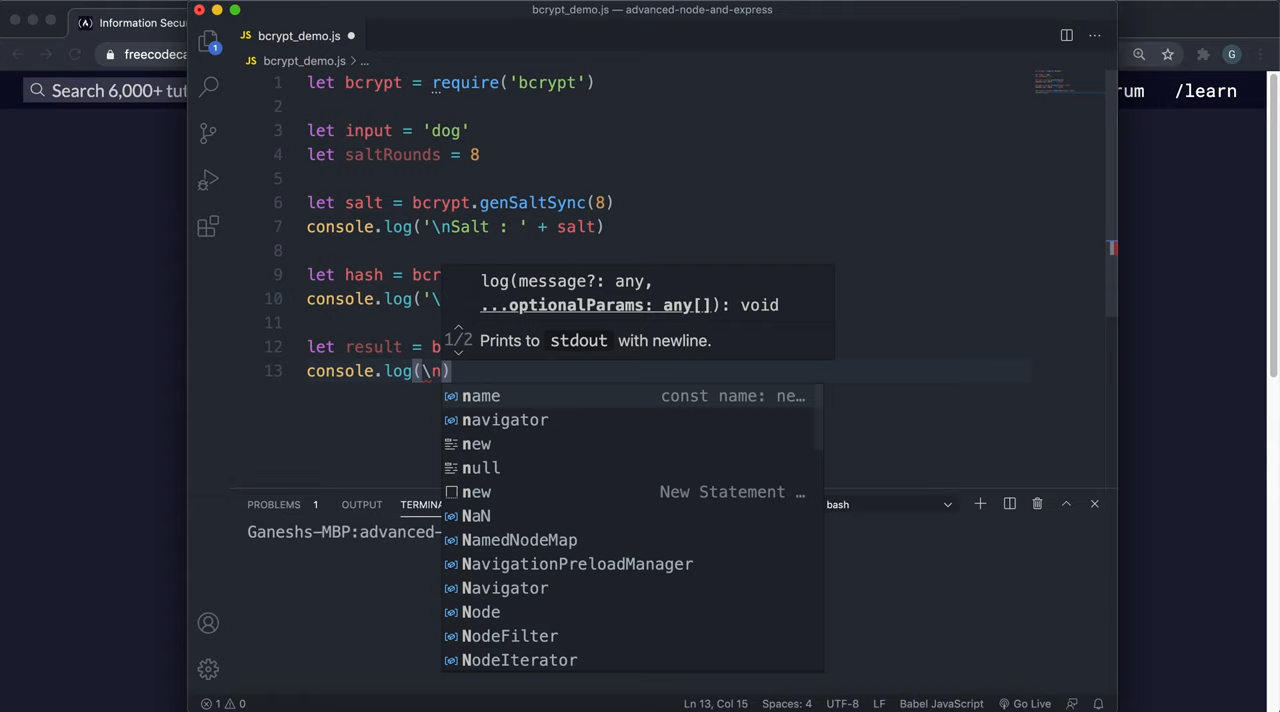 bcrypt_demo.js — advanced-node-and-express
Information Secu
JS bcrypt_demo.js
freecodeca
JS bcrypt_demo.js > ...
Search 6,000+ tut
rum
/learn
G
1
1 let bcrypt = require('bcrypt')
2
3 let input = 'dog'
4 let saltRounds = 8
5
6 let salt = bcrypt.genSaltSync(8)
7 console.log('\nSalt : ' + salt)
8
9 let hash = bcr
10 console.log('\
11
12 let result = b
13 console.log(\n)
log(message?: any,
...optionalParams: any[]): void
1/2 Prints to stdout with newline.
name const name: ne…
navigator
new
null
new New Statement …
NaN
NamedNodeMap
NavigationPreloadManager
Navigator
Node
NodeFilter
NodeIterator
PROBLEMS 1 OUTPUT TERMINA bash
Ganeshs-MBP:advanced-
1 0 Ln 13, Col 15 Spaces: 4 UTF-8 LF Babel JavaScript Go Live